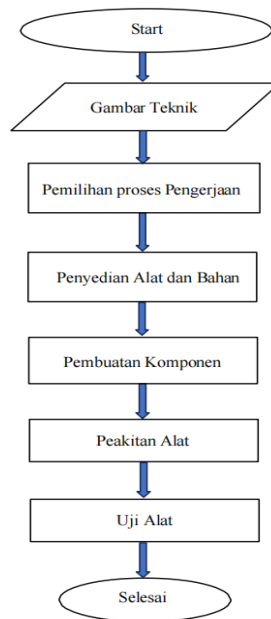 Start
Gambar Teknik
Pemilihan proses Pengerjaan
Penyedian Alat dan Bahan
Pembuatan Komponen
Peakitan Alat
Uji Alat
Selesai